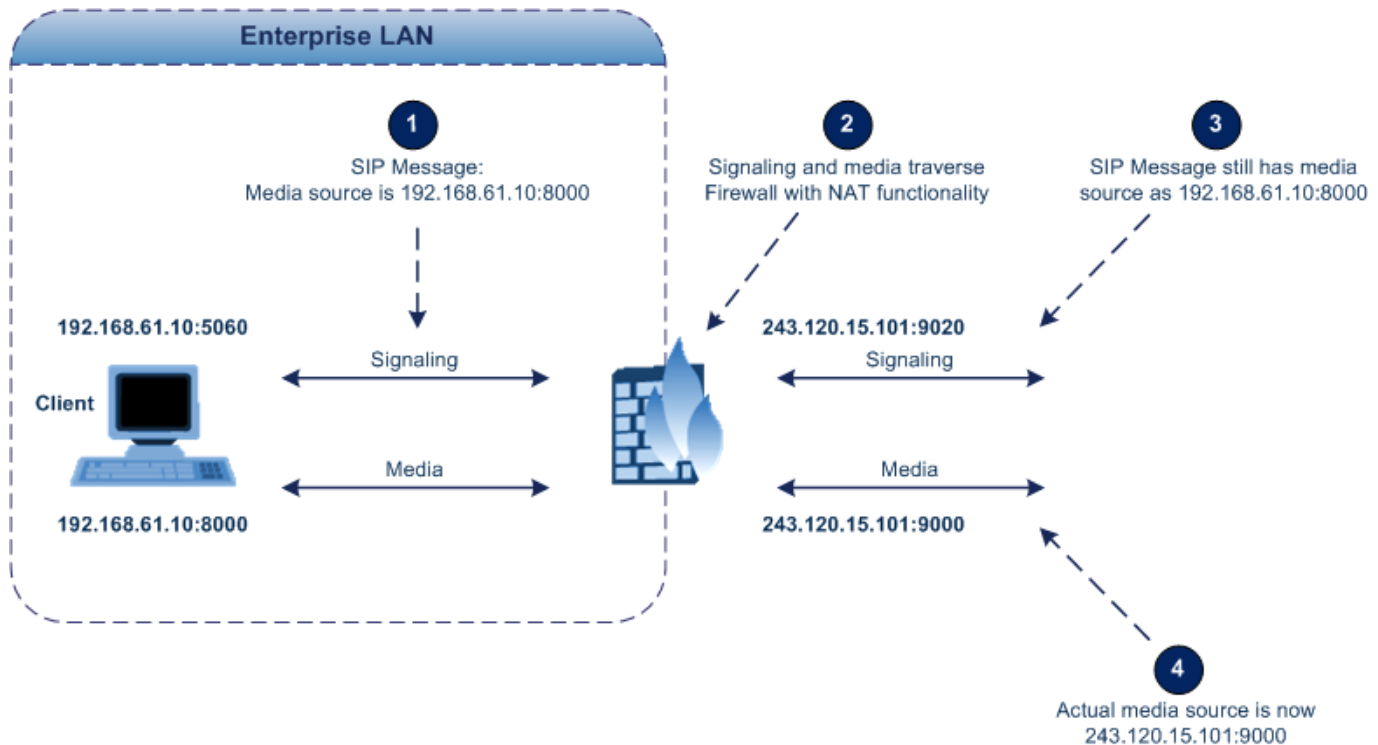 Enterprise LAN
1
SIP Message:
Media source is 192.168.61.10:8000
2
Signaling and media traverse
Firewall with NAT functionality
3
SIP Message still has media
source as 192.168.61.10:8000
192.168.61.10:5060
Signaling
243.120.15.101:9020
Signaling
Client
Media
Media
192.168.61.10:8000
243.120.15.101:9000
4
Actual media source is now
243.120.15.101:9000